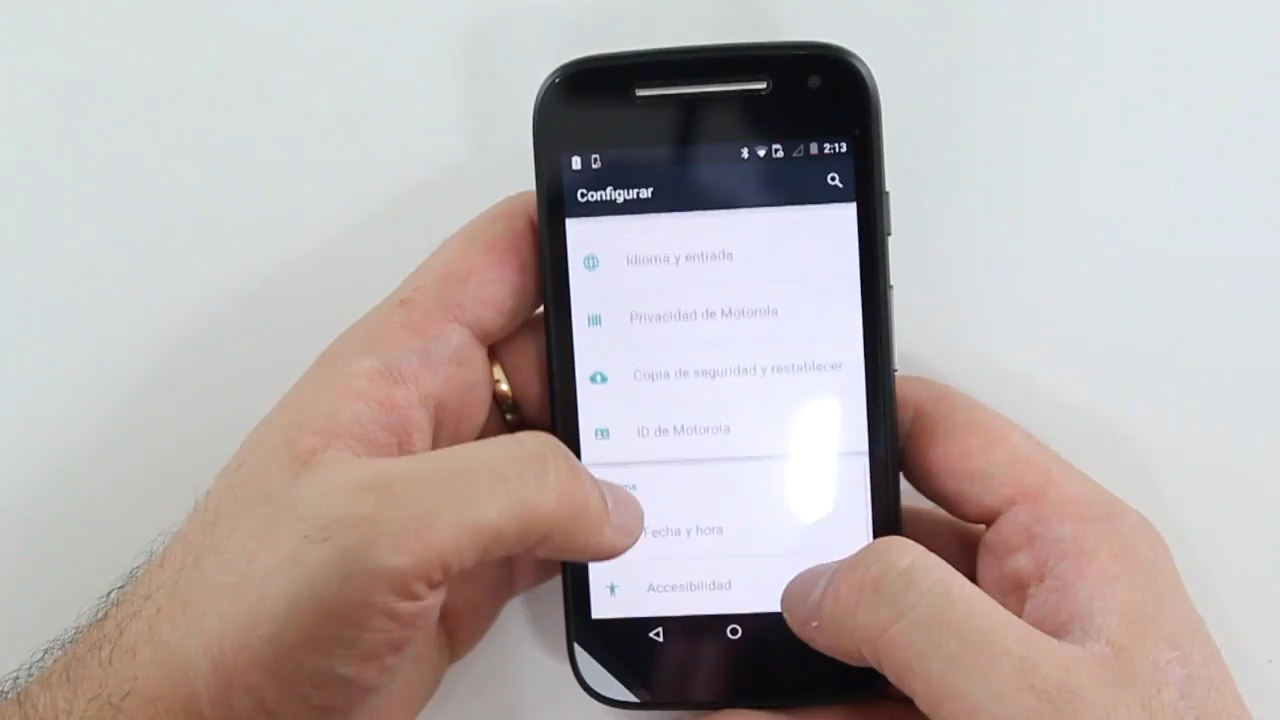 2:13
Configurar
Idioma y entrada
Privacidad de Motorola
Copia de seguridad y restablecer
ID de Motorola
Fecha y hora
Accesibilidad